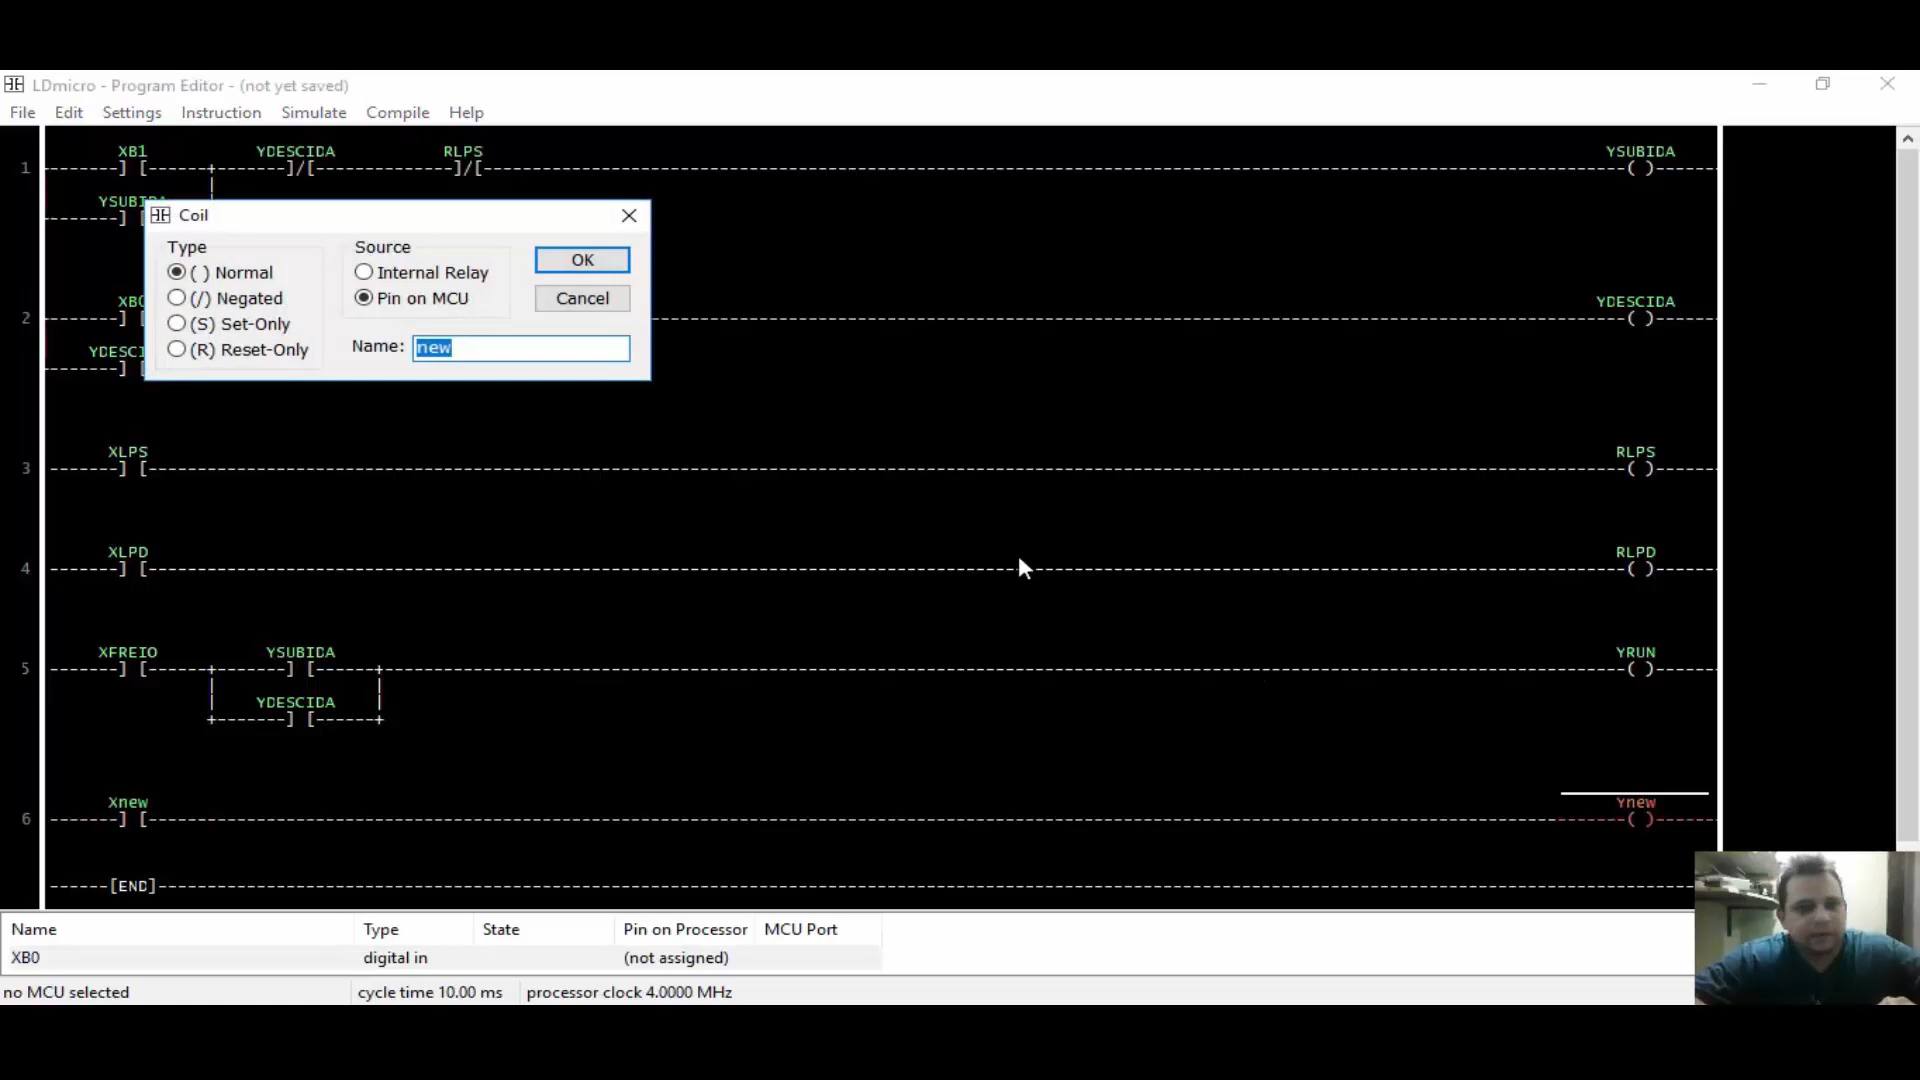 LDmicro - Program Editor - (not yet saved)
File Edit Settings Instruction Simulate Compile Help
XB1 YDESCIDA RLPS YSUBIDA
1 ] [ ]/[ ]/[ ( )
YSUBIDA
] [
Coil
Type
( ) Normal
(/) Negated
(S) Set-Only
(R) Reset-Only
Source
Internal Relay
Pin on MCU
Name: new
OK
Cancel
XB0 YDESCIDA
2 ] [ ( )
YDESCI
] [
XLPS RLPS
3 ] [ ( )
XLPD RLPD
4 ] [ ( )
XFREIO YSUBIDA YRUN
5 ] [ ] [ ( )
YDESCIDA
] [
Xnew Ynew
6 ] [ ( )
[END]
Name Type State Pin on Processor MCU Port
XB0 digital in (not assigned)
no MCU selected cycle time 10.00 ms processor clock 4.0000 MHz